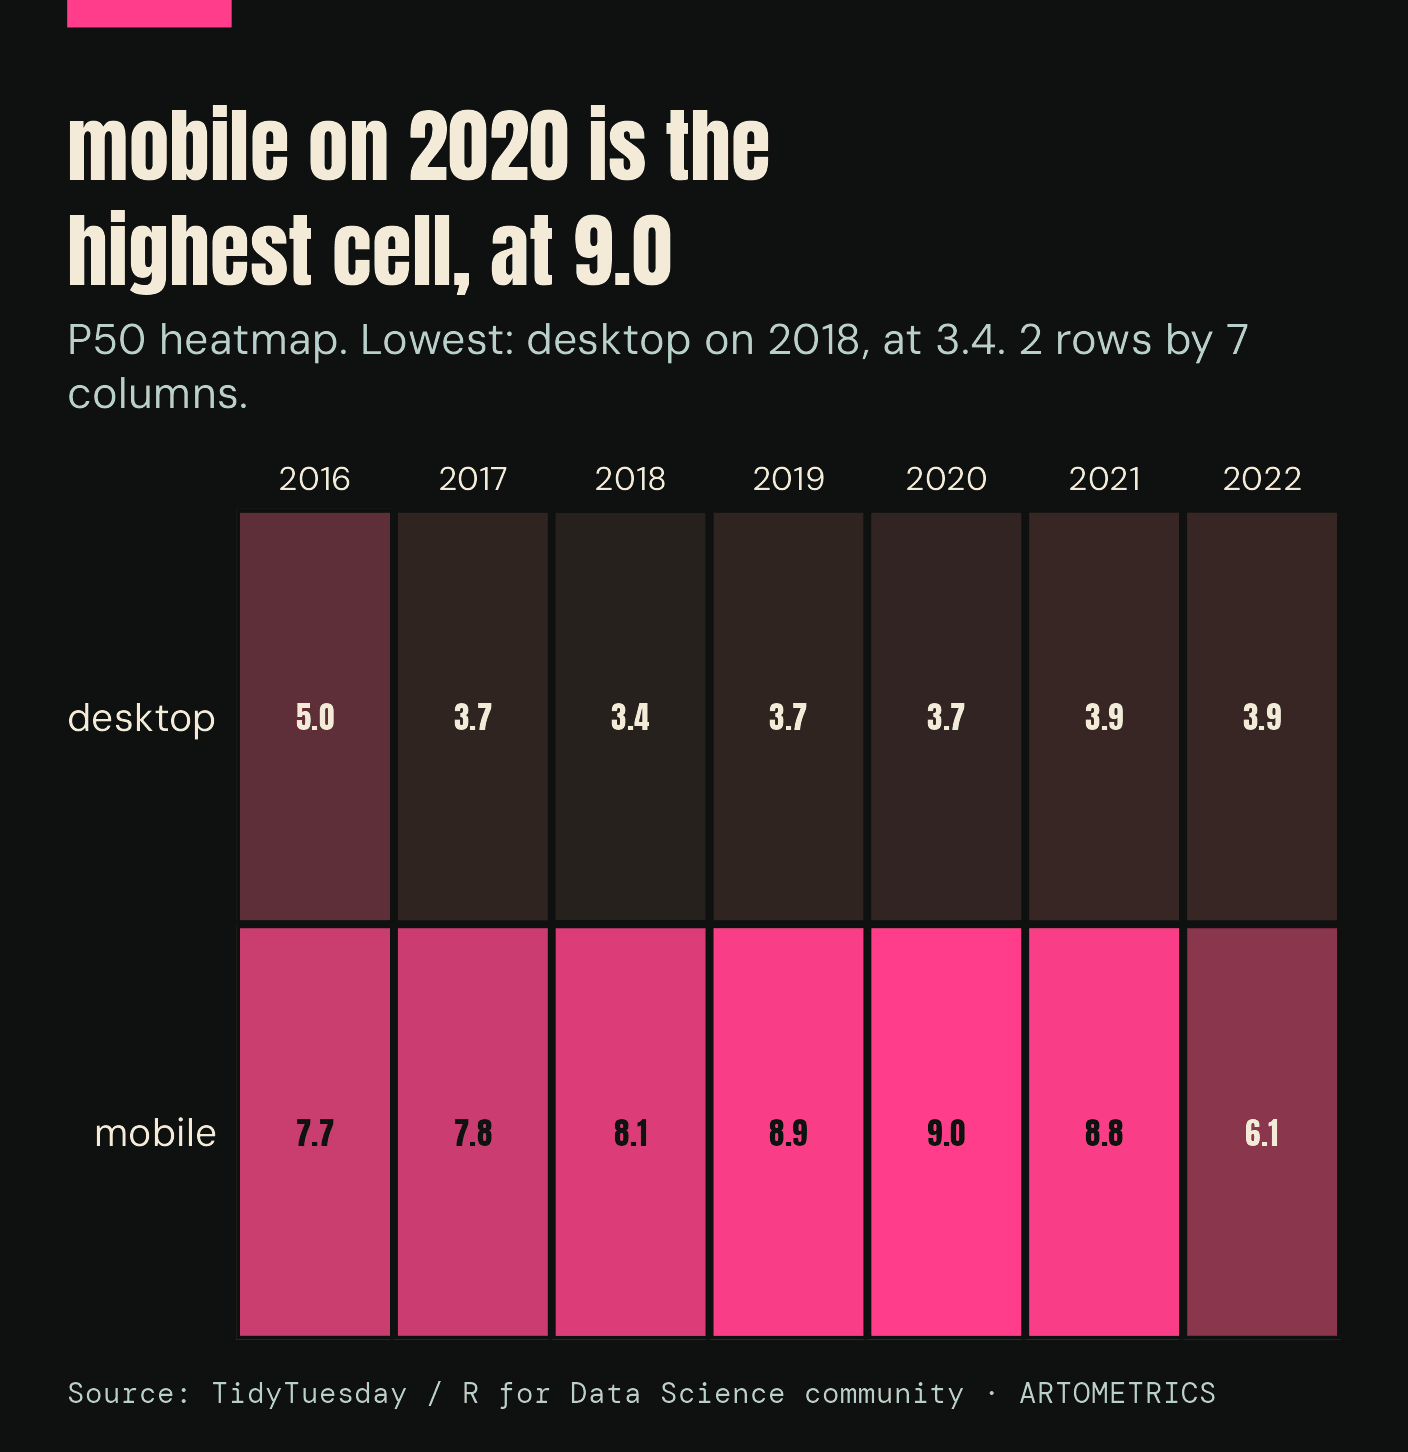 mobile on 2020 is the
highest cell, at 9.0
P50 heatmap. Lowest: desktop on 2018, at 3.4. 2 rows by 7
columns.
2016 2017 2018 2019 2020 2021 2022
desktop 5.0 3.7 3.4 3.7 3.7 3.9 3.9
mobile 7.7 7.8 8.1 8.9 9.0 8.8 6.1
Source: TidyTuesday / R for Data Science community · ARTOMETRICS